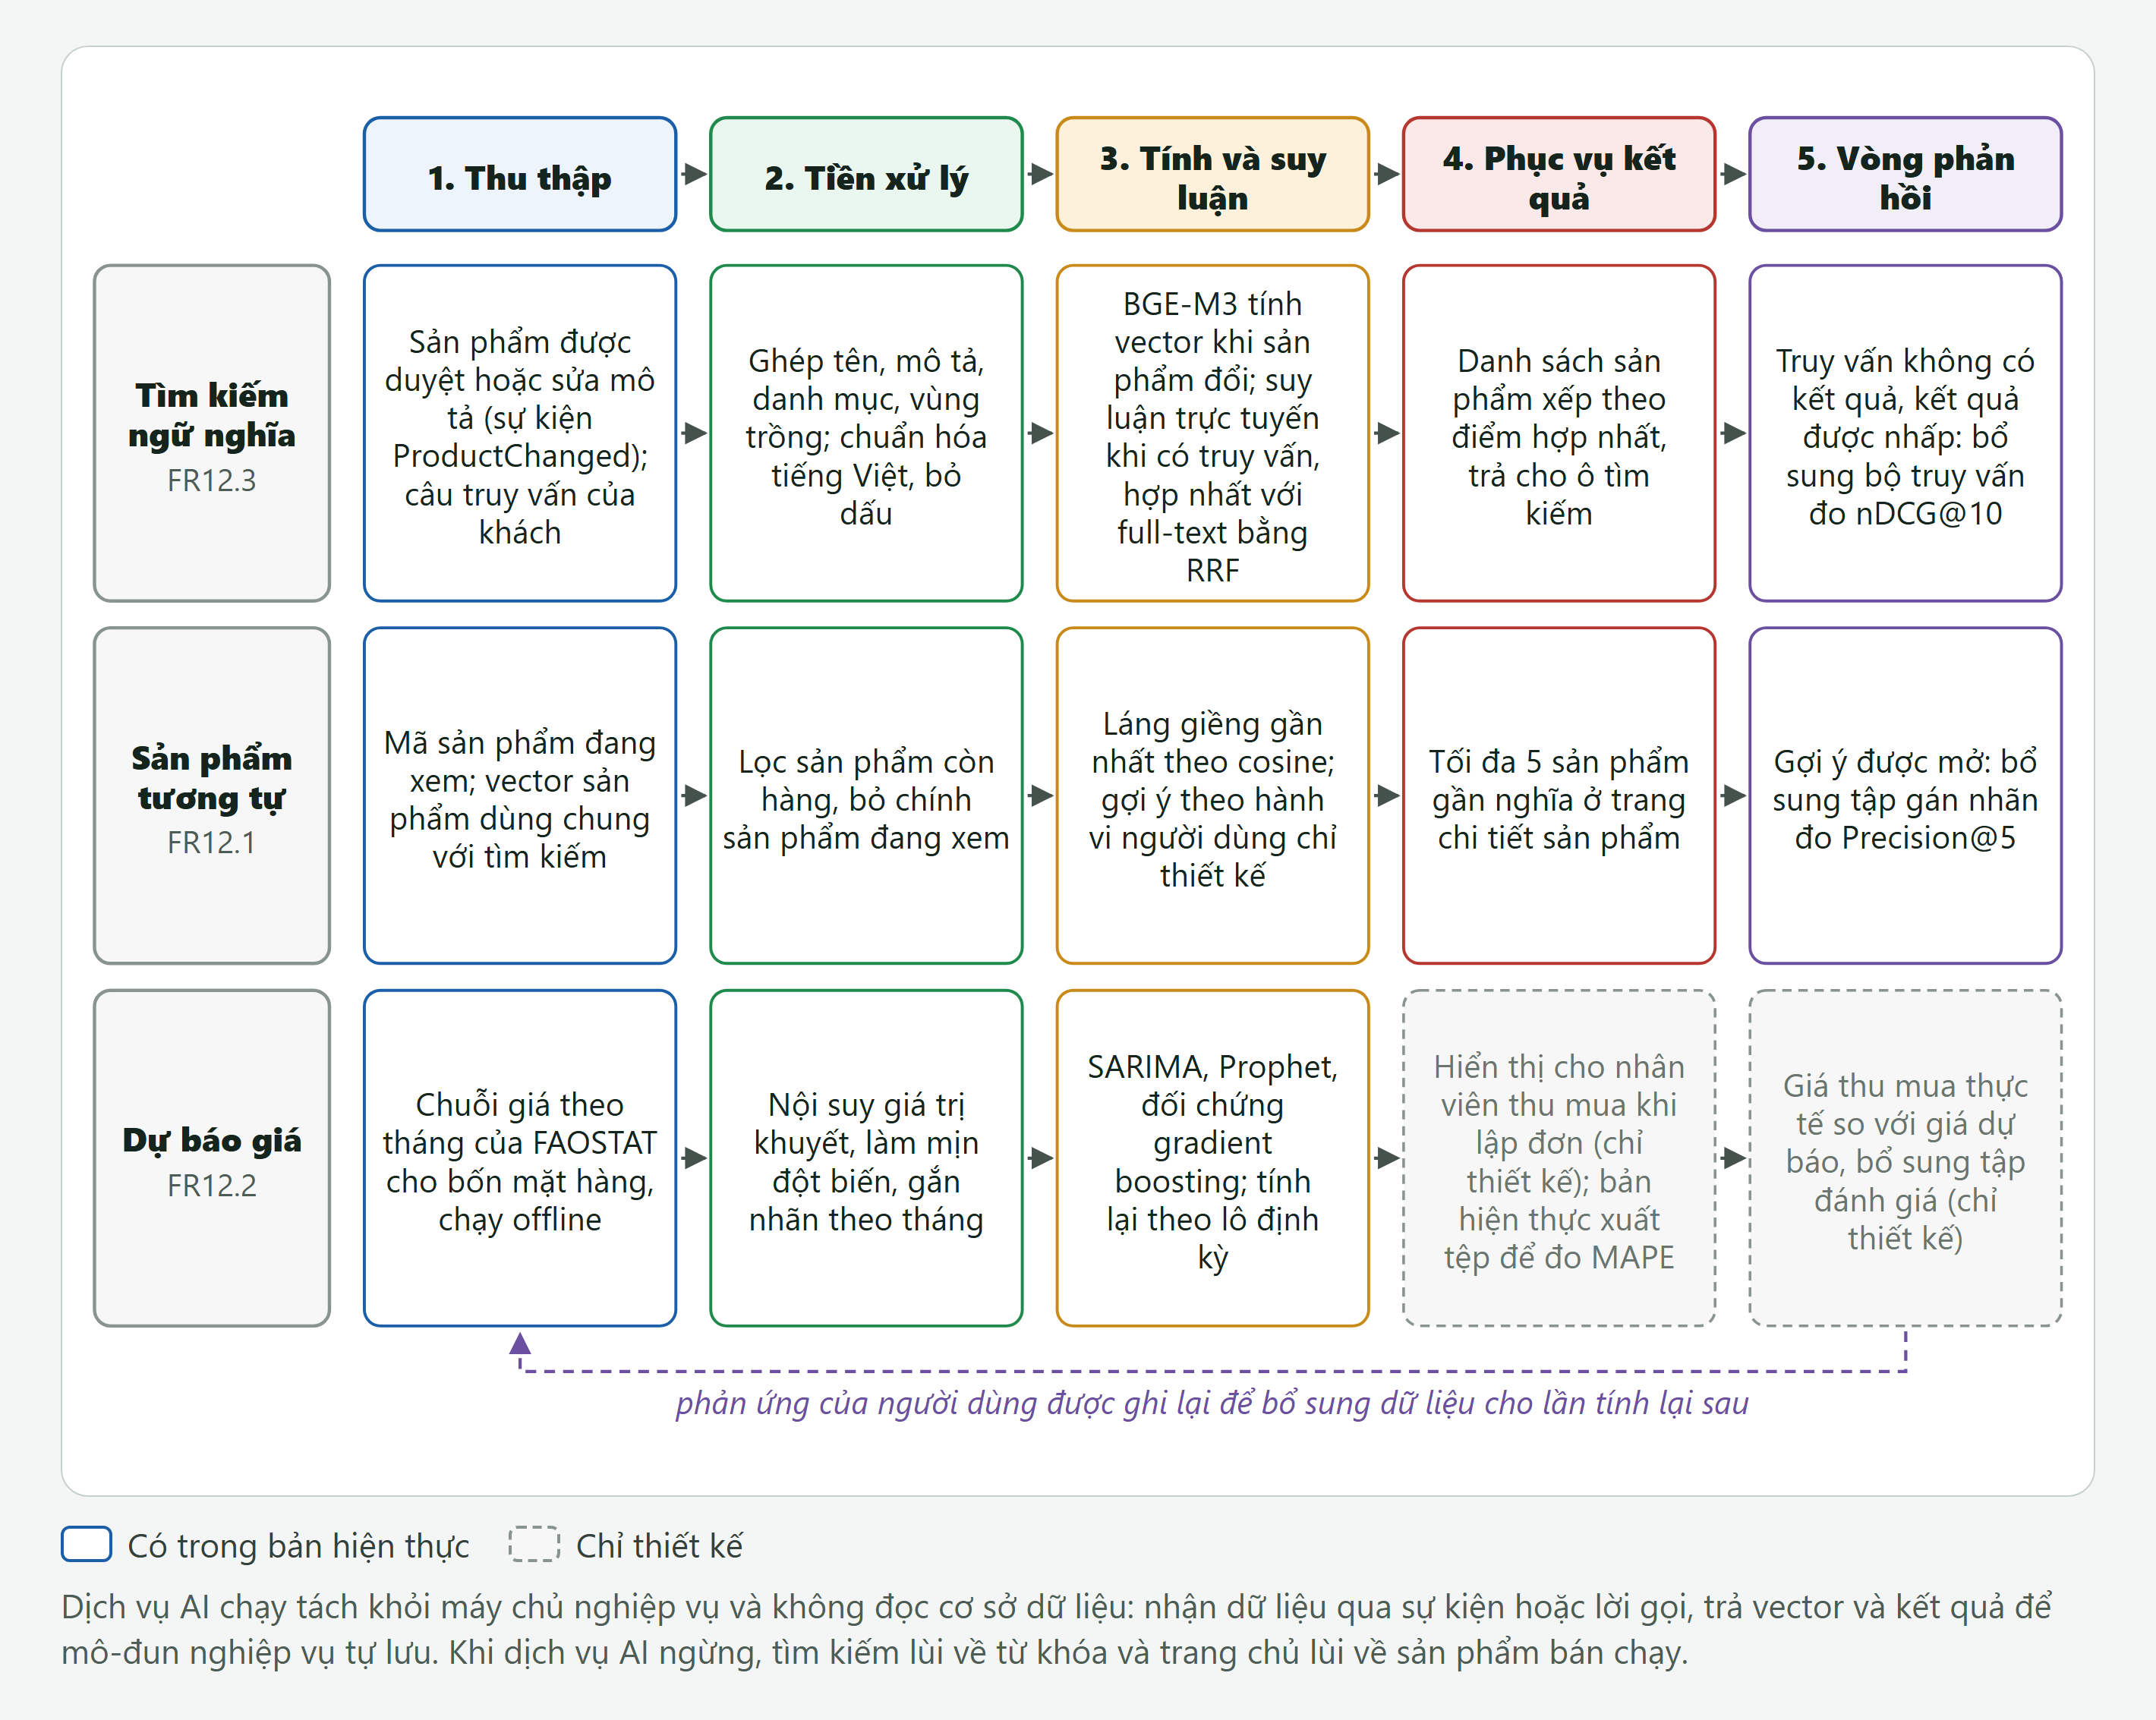 1. Thu thập
2. Tiền xử lý
3. Tính và suy
luận
4. Phục vụ kết
quả
5. Vòng phản
hồi
Tìm kiếm
ngữ nghĩa
FR12.3
Sản phẩm được
duyệt hoặc sửa mô
tả (sự kiện
ProductChanged);
câu truy vấn của
khách
Ghép tên, mô tả,
danh mục, vùng
trồng; chuẩn hóa
tiếng Việt, bỏ
dấu
BGE-M3 tính
vector khi sản
phẩm đổi; suy
luận trực tuyến
khi có truy vấn,
hợp nhất với
full-text bằng
RRF
Danh sách sản
phẩm xếp theo
điểm hợp nhất,
trả cho ô tìm
kiếm
Truy vấn không có
kết quả, kết quả
được nhấp: bổ
sung bộ truy vấn
đo nDCG@10
Sản phẩm
tương tự
FR12.1
Mã sản phẩm đang
xem; vector sản
phẩm dùng chung
với tìm kiếm
Lọc sản phẩm còn
hàng, bỏ chính
sản phẩm đang xem
Láng giềng gần
nhất theo cosine;
gợi ý theo hành
vi người dùng chỉ
thiết kế
Tối đa 5 sản phẩm
gần nghĩa ở trang
chi tiết sản phẩm
Gợi ý được mở: bổ
sung tập gán nhãn
đo Precision@5
Dự báo giá
FR12.2
Chuỗi giá theo
tháng của FAOSTAT
cho bốn mặt hàng,
chạy offline
Nội suy giá trị
khuyết, làm mịn
đột biến, gắn
nhãn theo tháng
SARIMA, Prophet,
đối chứng
gradient
boosting; tính
lại theo lô định
kỳ
Hiển thị cho nhân
viên thu mua khi
lập đơn (chỉ
thiết kế); bản
hiện thực xuất
tệp để đo MAPE
Giá thu mua thực
tế so với giá dự
báo, bổ sung tập
đánh giá (chỉ
thiết kế)
phản ứng của người dùng được ghi lại để bổ sung dữ liệu cho lần tính lại sau
Có trong bản hiện thực
Chỉ thiết kế
Dịch vụ AI chạy tách khỏi máy chủ nghiệp vụ và không đọc cơ sở dữ liệu: nhận dữ liệu qua sự kiện hoặc lời gọi, trả vector và kết quả để
mô-đun nghiệp vụ tự lưu. Khi dịch vụ AI ngừng, tìm kiếm lùi về từ khóa và trang chủ lùi về sản phẩm bán chạy.